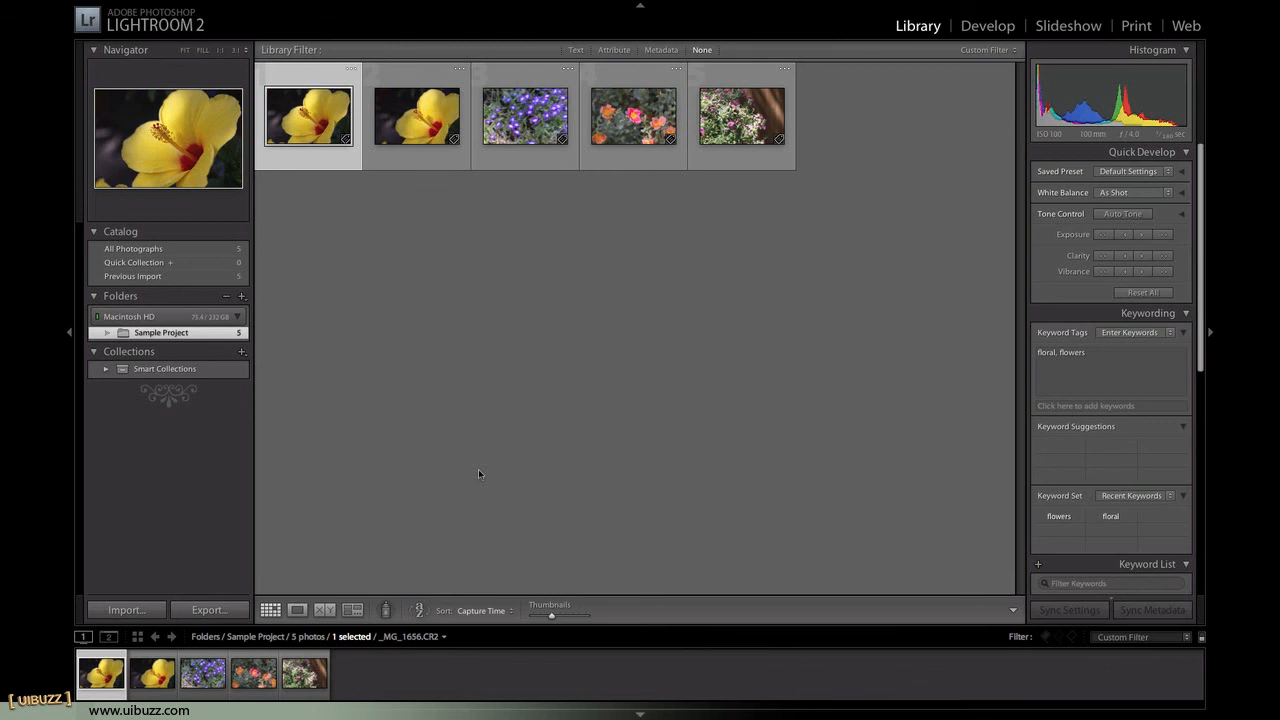 Lr
ADOBE PHOTOSHOP
LIGHTROOM 2
Library | Develop | Slideshow | Print | Web
Navigator FIT FILL 1:1 3:1
Library Filter : Text Attribute Metadata None Custom Filter
Histogram
ISO 100 100 mm f / 4.0 sec
Catalog
All Photographs 5
Quick Collection + 0
Previous Import 5
Folders − +
Macintosh HD 75.4 / 232 GB
Sample Project 5
Collections +
Smart Collections
Quick Develop
Saved Preset Default Settings
White Balance As Shot
Tone Control Auto Tone
Exposure
Clarity
Vibrance
Reset All
Keywording
Keyword Tags Enter Keywords
floral, flowers
Click here to add keywords
Keyword Suggestions
Keyword Set Recent Keywords
flowers floral
+ Keyword List
Filter Keywords
Import... Export...
XY Sort: Capture Time Thumbnails
Sync Settings Sync Metadata
1 2 Folders / Sample Project / 5 photos / 1 selected / _MG_1656.CR2
Filter : Custom Filter
[ UIBUZZ ]
www.uibuzz.com